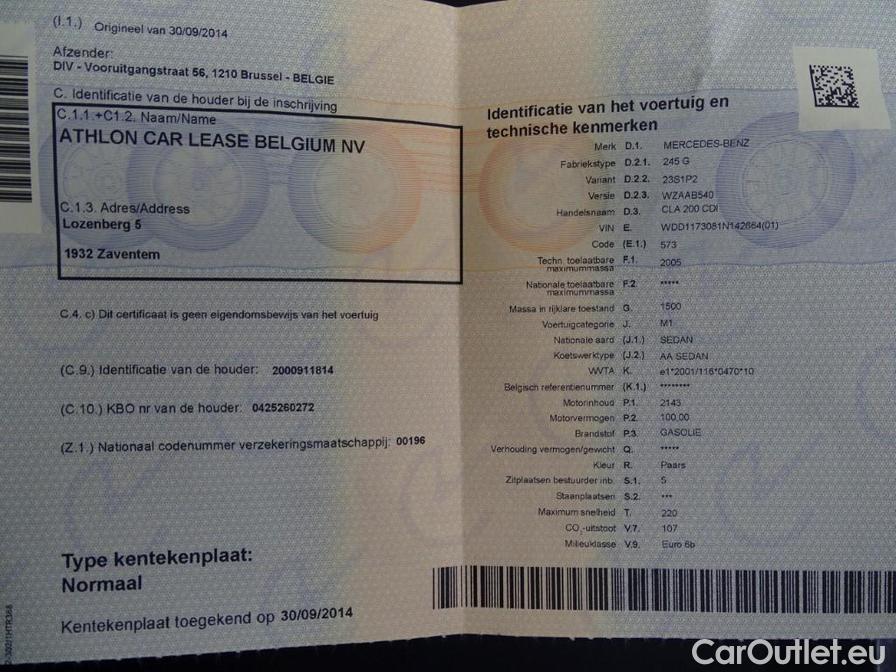 (I.1.) Origineel van 30/09/2014
Afzender:
DIV - Vooruitgangstraat 56, 1210 Brussel - BELGIE
C. Identificatie van de houder bij de inschrijving
C.1.1.+C1.2. Naam/Name
ATHLON CAR LEASE BELGIUM NV
C.1.3. Adres/Address
Lozenberg 5
1932 Zaventem
C.4. c) Dit certificaat is geen eigendomsbewijs van het voertuig
(C.9.) Identificatie van de houder: 2000911814
(C.10.) KBO nr van de houder: 0425260272
(Z.1.) Nationaal codenummer verzekeringsmaatschappij: 00196
Type kentekenplaat:
Normaal
Kentekenplaat toegekend op 30/09/2014
Identificatie van het voertuig en
technische kenmerken
Merk D.1. MERCEDES-BENZ
Fabriekstype D.2.1. 245 G
Variant D.2.2. 23S1P2
Versie D.2.3. WZAAB540
Handelsnaam D.3. CLA 200 CDI
VIN E. WDD1173081N142664(01)
Code (E.1.) 573
Techn. toelaatbare F.1. 2005
maximummassa
Nationale toelaatbare F.2 *****
maximummassa
Massa in rijklare toestand G. 1500
Voertuigcategorie J. M1
Nationale aard (J.1.) SEDAN
Koetswerktype (J.2.) AA SEDAN
WVTA K. e1*2001/116*0470*10
Belgisch referentienummer (K.1.) ********
Motorinhoud P.1. 2143
Motorvermogen P.2. 100,00
Brandstof P.3. GASOLIE
Verhouding vermogen/gewicht Q. *****
Kleur R. Paars
Zitplaatsen bestuurder inb. S.1. 5
Staanplaatsen S.2. ***
Maximum snelheid T. 220
CO₂-uitstoot V.7. 107
Milieuklasse V.9. Euro 6b
CarOutlet.eu